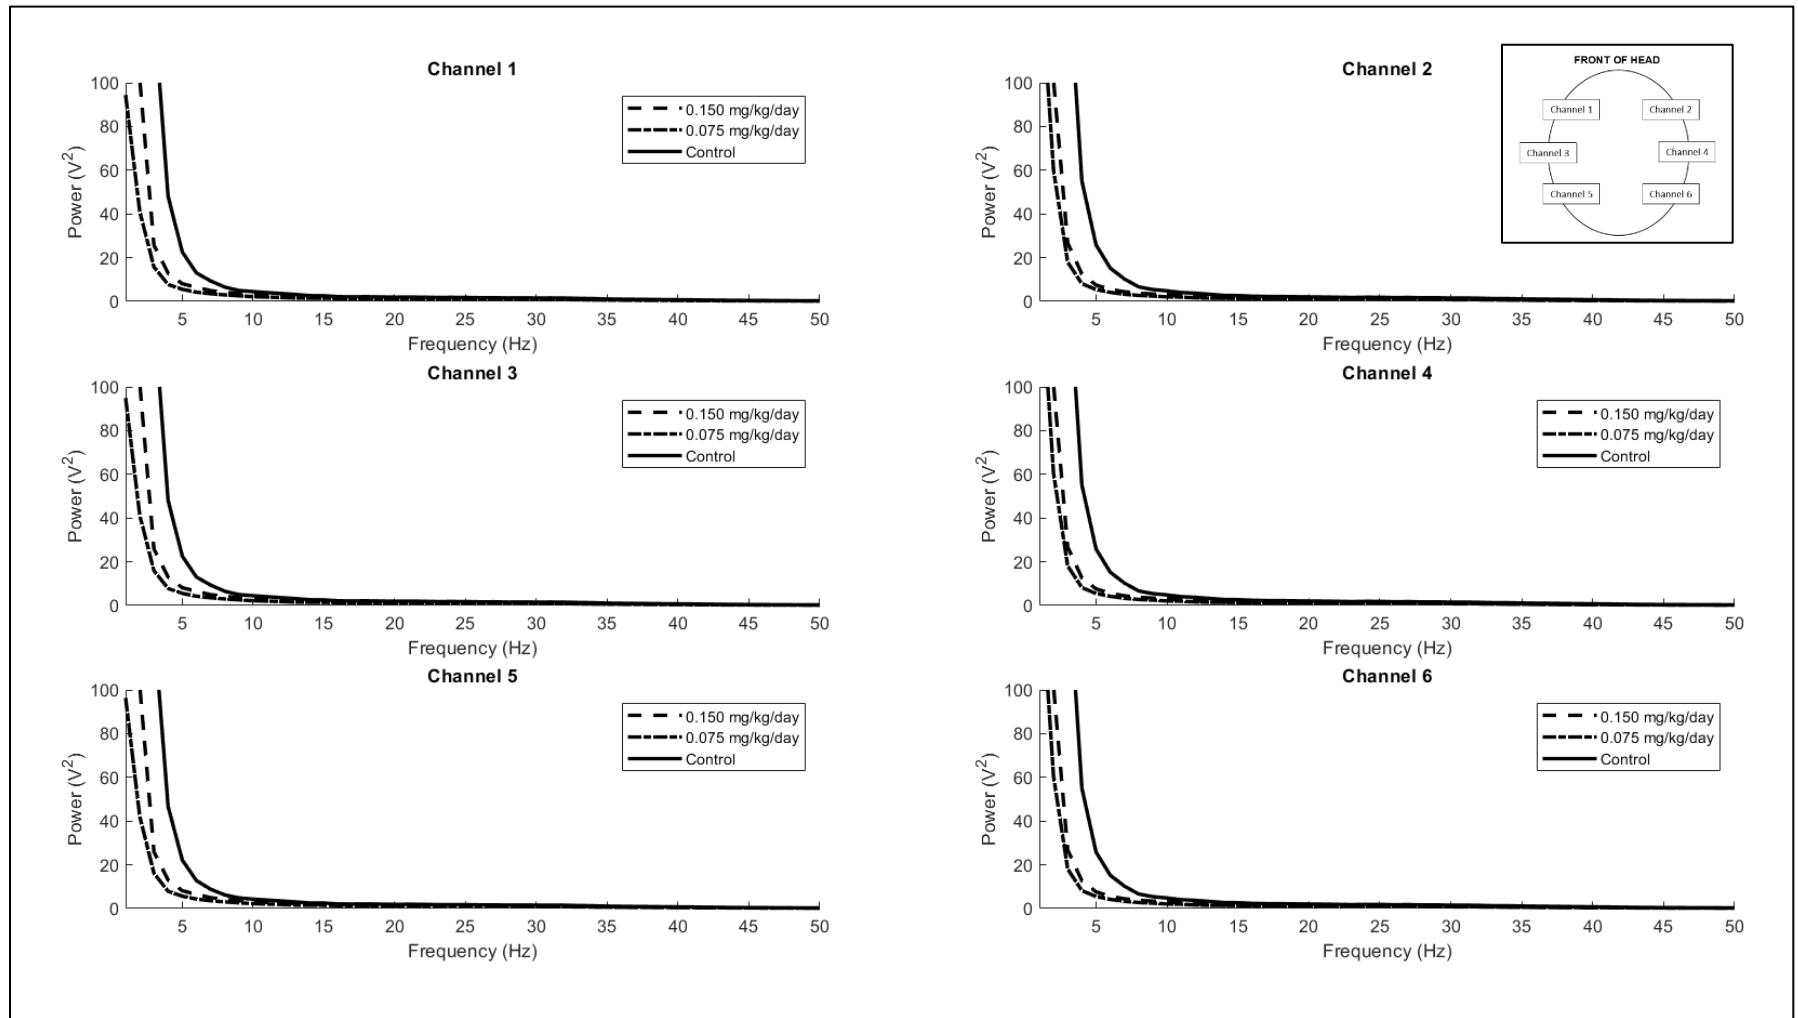 Channel 1
100
80
60
40
20
0
Power (V²)
5 10 15 20 25 30 35 40 45 50
Frequency (Hz)
0.150 mg/kg/day
0.075 mg/kg/day
Control
Channel 2
100
80
60
40
20
0
Power (V²)
5 10 15 20 25 30 35 40 45 50
Frequency (Hz)
FRONT OF HEAD
Channel 1 Channel 2
Channel 3 Channel 4
Channel 5 Channel 6
Channel 3
100
80
60
40
20
0
Power (V²)
5 10 15 20 25 30 35 40 45 50
Frequency (Hz)
0.150 mg/kg/day
0.075 mg/kg/day
Control
Channel 4
100
80
60
40
20
0
Power (V²)
5 10 15 20 25 30 35 40 45 50
Frequency (Hz)
0.150 mg/kg/day
0.075 mg/kg/day
Control
Channel 5
100
80
60
40
20
0
Power (V²)
5 10 15 20 25 30 35 40 45 50
Frequency (Hz)
0.150 mg/kg/day
0.075 mg/kg/day
Control
Channel 6
100
80
60
40
20
0
Power (V²)
5 10 15 20 25 30 35 40 45 50
Frequency (Hz)
0.150 mg/kg/day
0.075 mg/kg/day
Control